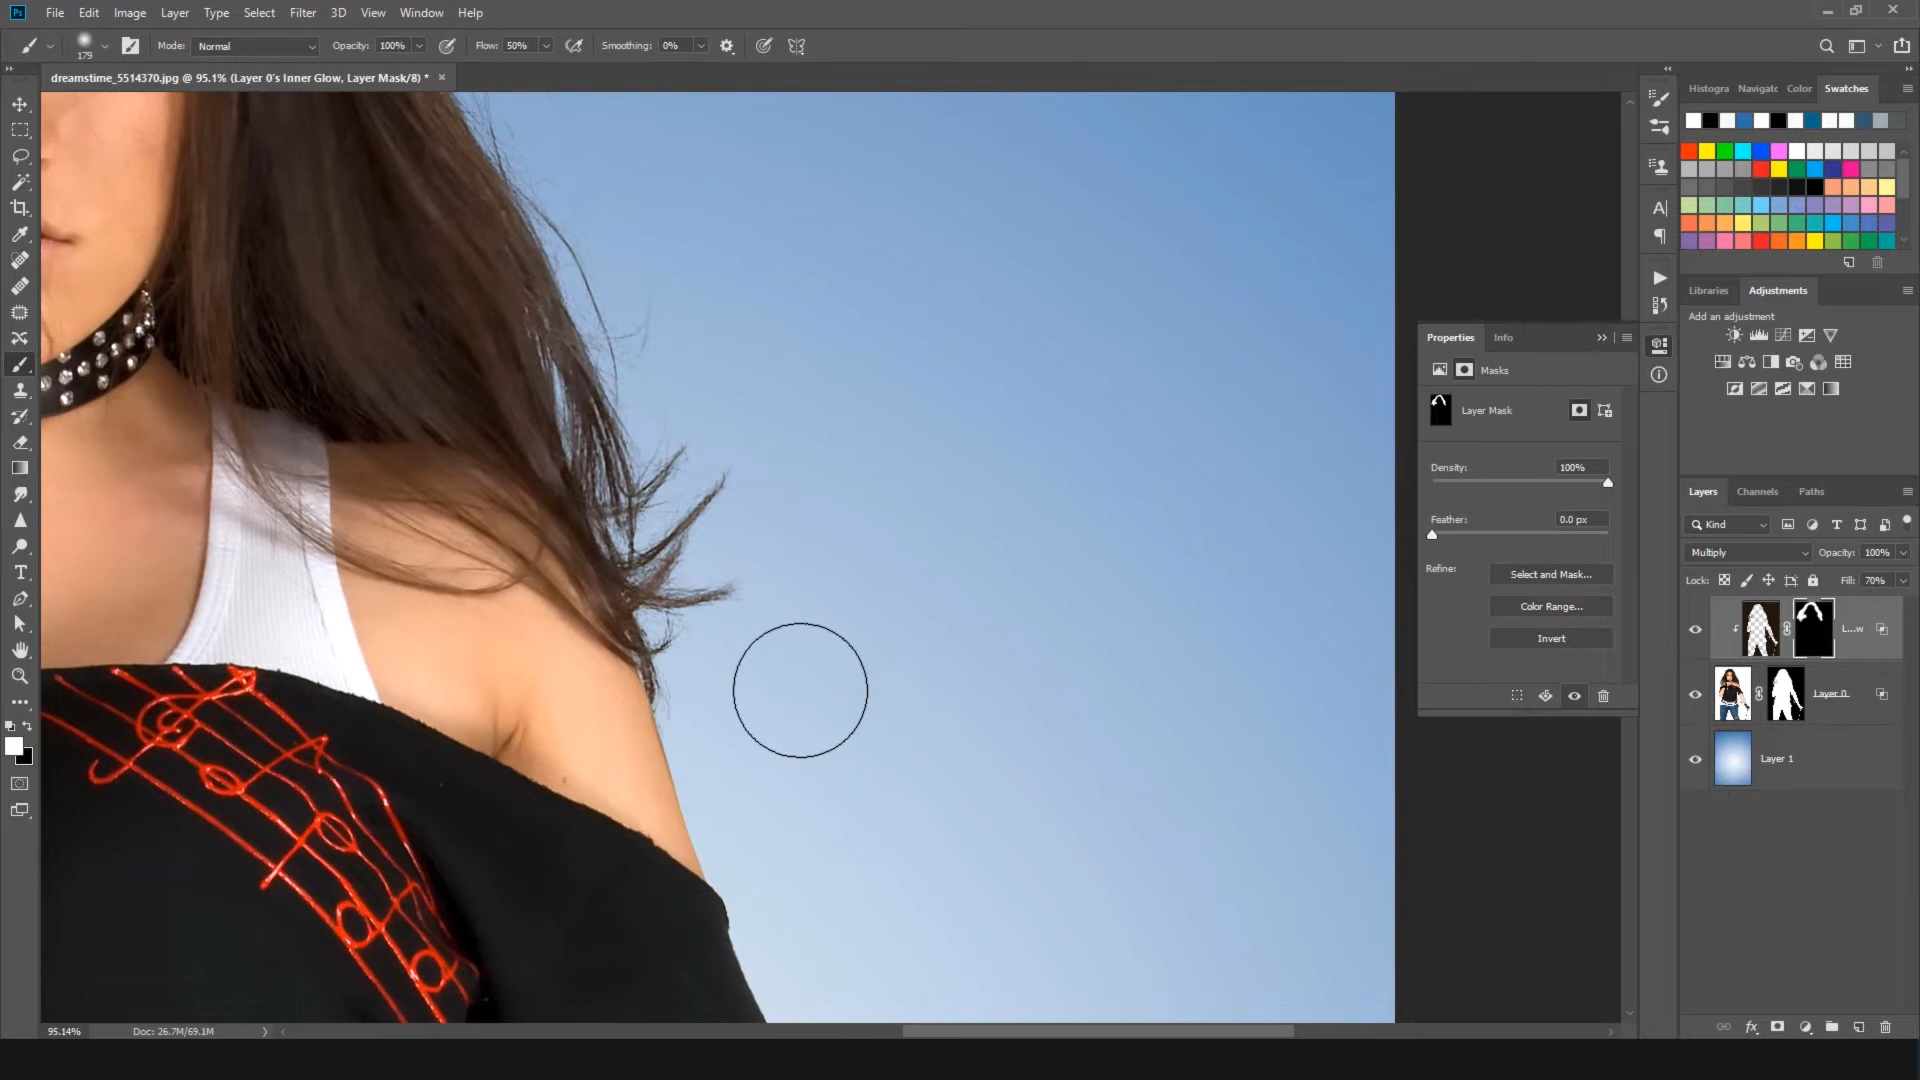 Ps File Edit Image Layer Type Select Filter 3D View Window Help
179 Mode: Normal Opacity: 100% Flow: 50% Smoothing: 0%
dreamstime_5514370.jpg @ 95.1% (Layer 0's Inner Glow, Layer Mask/8) * ×
Histogra Navigatc Color Swatches
Libraries Adjustments
Add an adjustment
Properties Info
Masks
Layer Mask
Density: 100%
Feather: 0.0 px
Refine: Select and Mask...
Color Range...
Invert
Layers Channels Paths
Kind
Multiply Opacity: 100%
Lock: Fill: 70%
L...w
Layer 0
Layer 1
95.14% Doc: 26.7M/69.1M